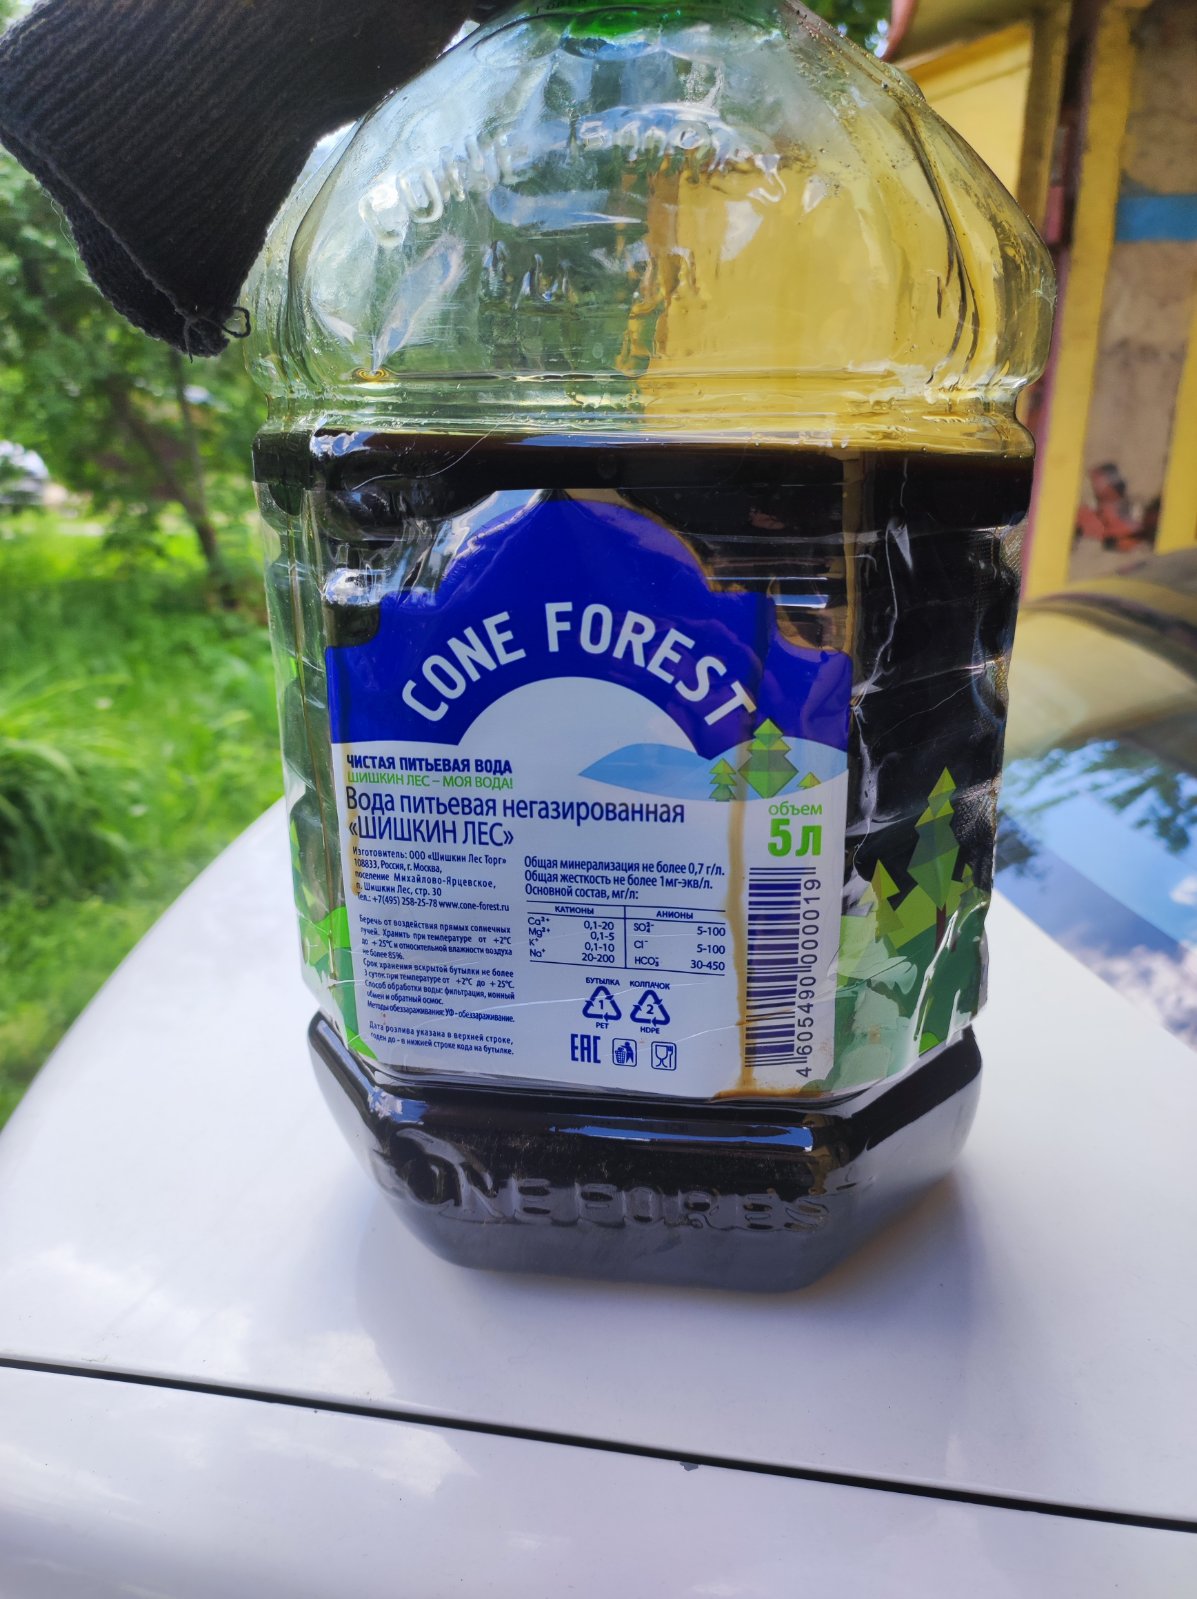 CONE FOREST
ЧИСТАЯ ПИТЬЕВАЯ ВОДА
ШИШКИН ЛЕС – МОЯ ВОДА!
Вода питьевая негазированная
«ШИШКИН ЛЕС»
Изготовитель: ООО «Шишкин Лес Торг»
108833, Россия, г. Москва,
поселение Михайлово-Ярцевское,
п. Шишкин Лес, стр. 30
Тел.: +7(495) 258-25-78 www.cone-forest.ru
Беречь от воздействия прямых солнечных
лучей. Хранить при температуре от +2°С
до +25°С и относительной влажности воздуха
не более 85%.
Срок хранения вскрытой бутылки не более
3 суток при температуре от +2°С до +25°С.
Способ обработки воды: фильтрация, ионный
обмен и обратный осмос.
Методы обеззараживания: УФ - обеззараживание.
Дата розлива указана в верхней строке,
годен до - в нижней строке кода на бутылке.
объем
5 л
Общая минерализация не более 0,7 г/л.
Общая жесткость не более 1мг-экв/л.
Основной состав, мг/л:
КАТИОНЫ АНИОНЫ
Ca²⁺ 0,1-20 SO₄²⁻ 5-100
Mg²⁺ 0,1-5
K⁺ 0,1-10 Cl⁻ 5-100
Na⁺ 20-200 HCO₃⁻ 30-450
БУТЫЛКА КОЛПАЧОК
1 2
PET HDPE
EAC
4 605490 000019
CONE FOREST